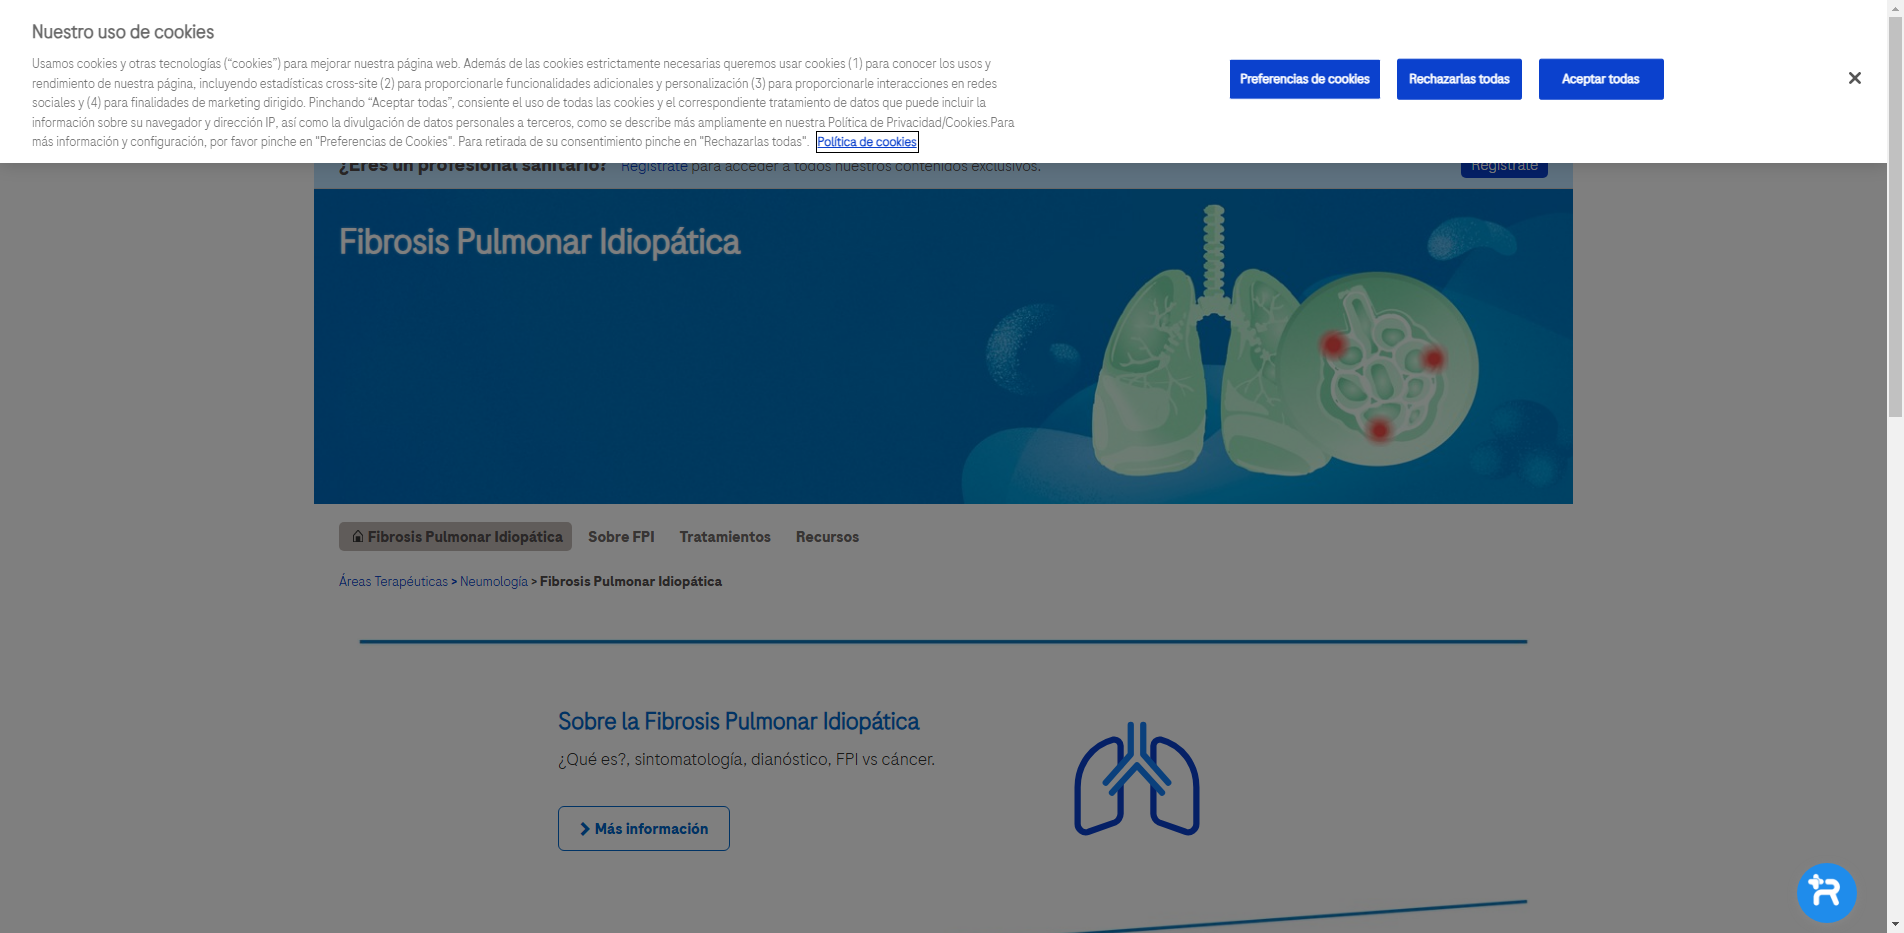 Nuestro uso de cookies
Usamos cookies y otras tecnologías (“cookies”) para mejorar nuestra página web. Además de las cookies estrictamente necesarias queremos usar cookies (1) para conocer los usos y
rendimiento de nuestra página, incluyendo estadísticas cross-site (2) para proporcionarle funcionalidades adicionales y personalización (3) para proporcionarle interacciones en redes
sociales y (4) para finalidades de marketing dirigido. Pinchando “Aceptar todas”, consiente el uso de todas las cookies y el correspondiente tratamiento de datos que puede incluir la
información sobre su navegador y dirección IP, así como la divulgación de datos personales a terceros, como se describe más ampliamente en nuestra Política de Privacidad/Cookies.Para
más información y configuración, por favor pinche en "Preferencias de Cookies". Para retirada de su consentimiento pinche en "Rechazarlas todas". Política de cookies
Preferencias de cookies
Rechazarlas todas
Aceptar todas
¿Eres un profesional sanitario? Regístrate para acceder a todos nuestros contenidos exclusivos.
Regístrate
Fibrosis Pulmonar Idiopática
Fibrosis Pulmonar Idiopática
Sobre FPI
Tratamientos
Recursos
Áreas Terapéuticas > Neumología > Fibrosis Pulmonar Idiopática
Sobre la Fibrosis Pulmonar Idiopática
¿Qué es?, sintomatología, dianóstico, FPI vs cáncer.
Más información